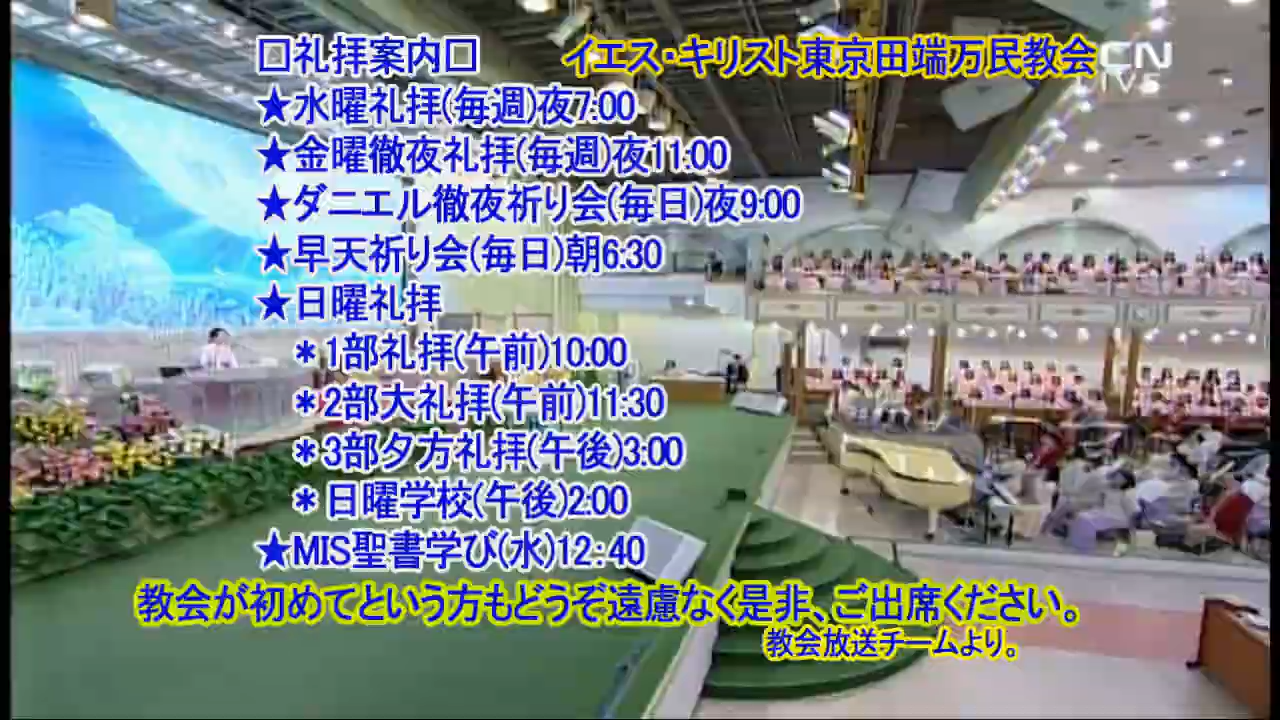 □礼拝案内□ イエス・キリスト東京田端万民教会
CN
TV5
★水曜礼拝(毎週)夜7:00
★金曜徹夜礼拝(毎週)夜11:00
★ダニエル徹夜祈り会(毎日)夜9:00
★早天祈り会(毎日)朝6:30
★日曜礼拝
＊1部礼拝(午前)10:00
＊2部大礼拝(午前)11:30
＊3部夕方礼拝(午後)3:00
＊日曜学校(午後)2:00
★MIS聖書学び(水)12:40
教会が初めてという方もどうぞ遠慮なく是非、ご出席ください。
教会放送チームより。